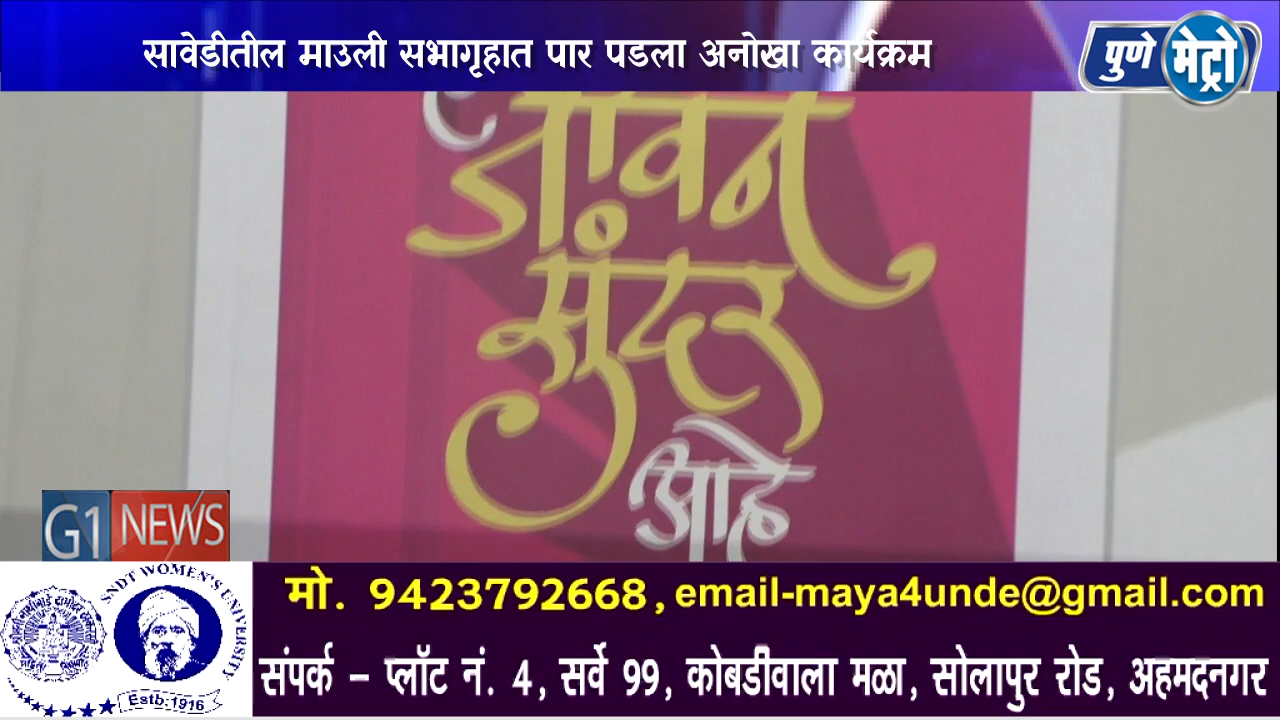 सावेडीतील माउली सभागृहात पार पडला अनोखा कार्यक्रम
पुणे मेट्रो
जीवन
सुंदर
आहे
G1 NEWS
SNDT WOMEN'S UNIVERSITY
Estb:1916
मो. 9423792668, email-maya4unde@gmail.com
संपर्क – प्लॉट नं. 4, सर्वे 99, कोबडीवाला मळा, सोलापुर रोड, अहमदनगर